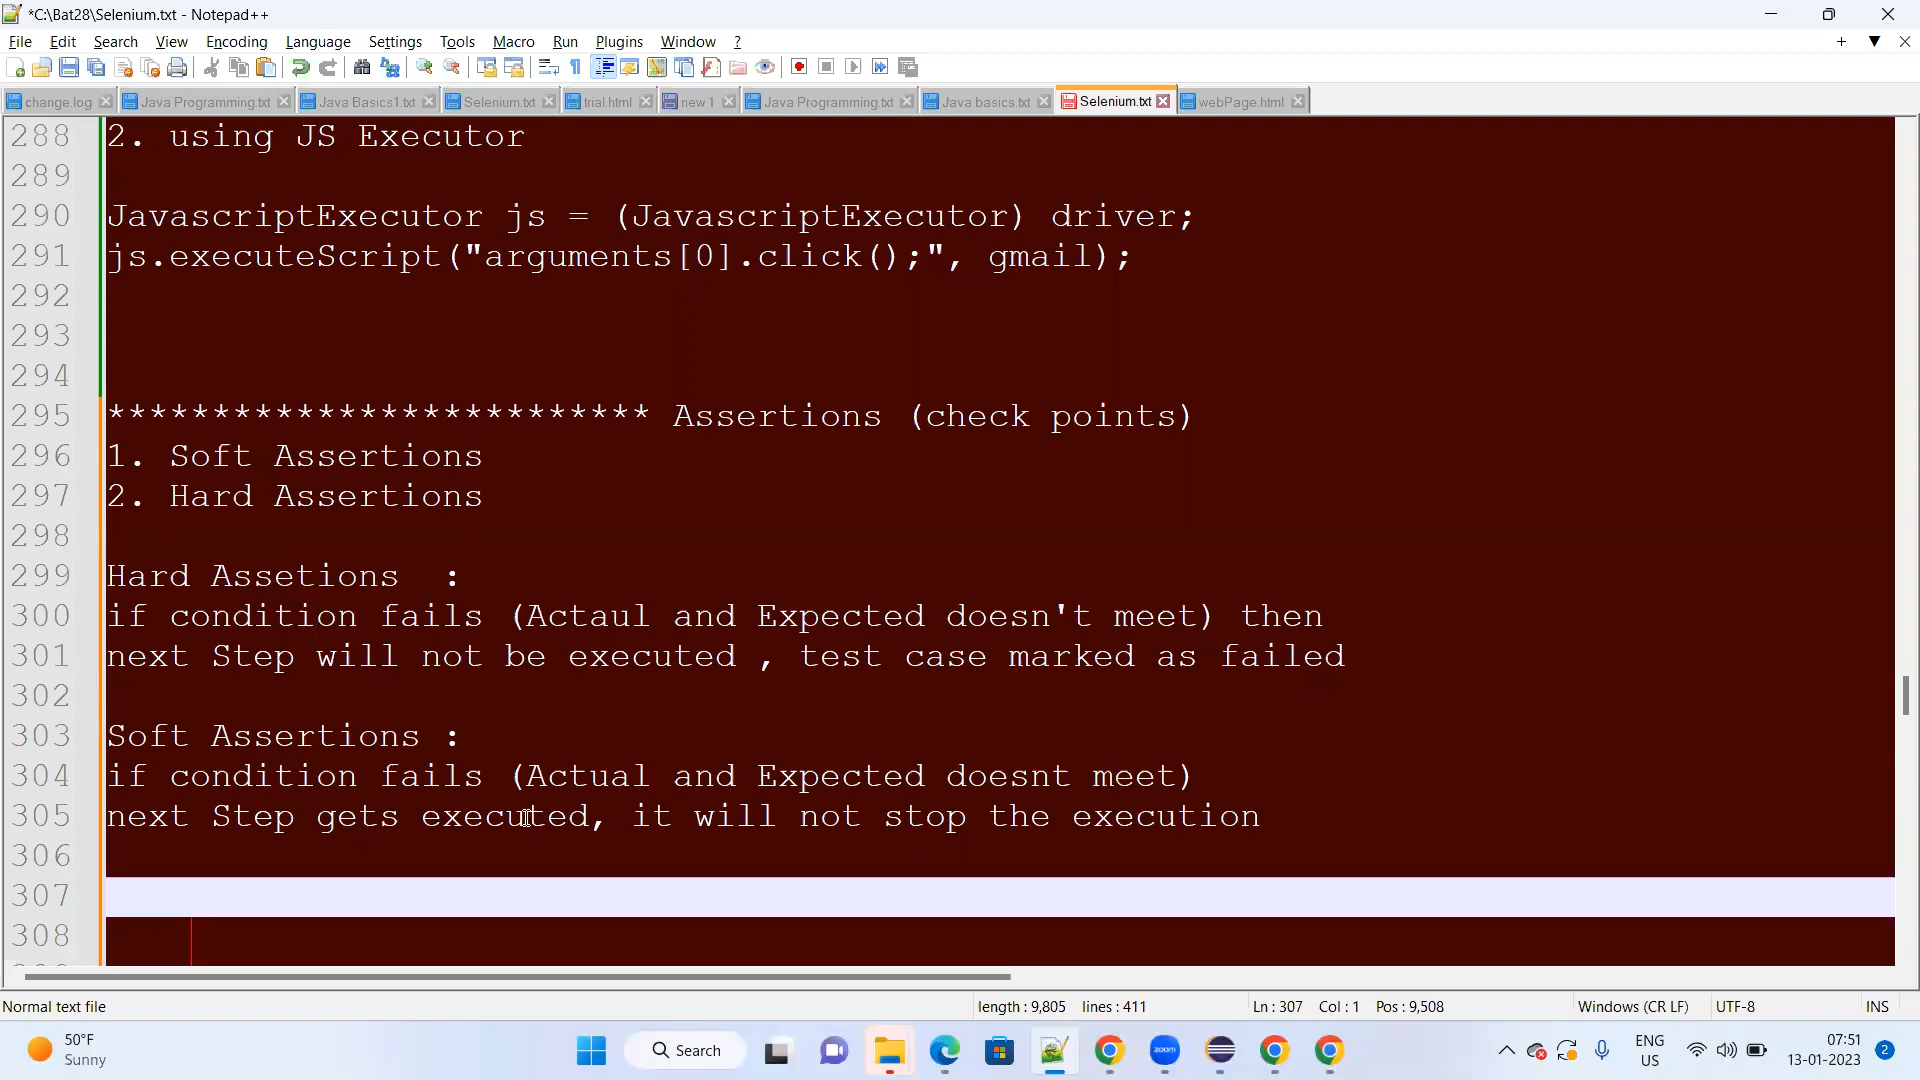 *C:\Bat28\Selenium.txt - Notepad++
File Edit Search View Encoding Language Settings Tools Macro Run Plugins Window ?
change.log Java Programming.txt Java Basics1.txt Selenium.txt trial.html new 1 Java Programming.txt Java basics.txt Selenium.txt webPage.html
288 2. using JS Executor
289
290 JavascriptExecutor js = (JavascriptExecutor) driver;
291 js.executeScript("arguments[0].click();", gmail);
292
293
294
295 ************************** Assertions (check points)
296 1. Soft Assertions
297 2. Hard Assertions
298
299 Hard Assetions  :
300 if condition fails (Actaul and Expected doesn't meet) then
301 next Step will not be executed , test case marked as failed
302
303 Soft Assertions :
304 if condition fails (Actual and Expected doesnt meet)
305 next Step gets executed, it will not stop the execution
306
307
308
Normal text file length : 9,805 lines : 411 Ln : 307 Col : 1 Pos : 9,508 Windows (CR LF) UTF-8 INS
50°F
Sunny
Search
zoom
ENG
US
07:51
13-01-2023
2